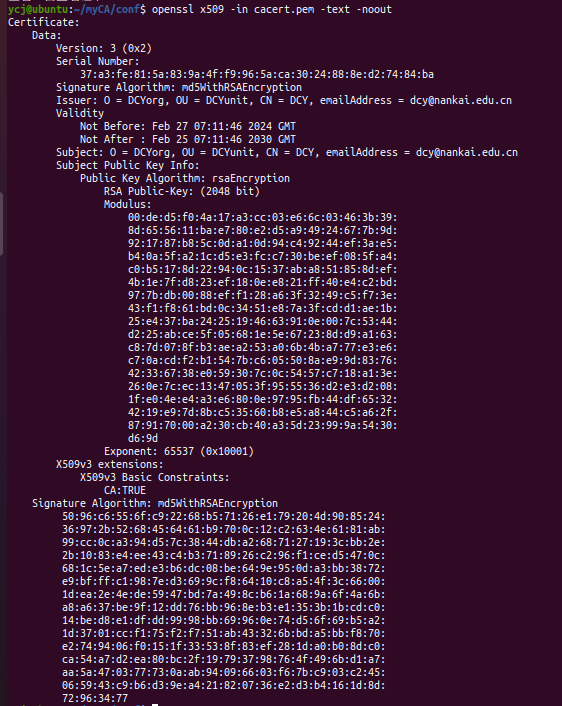 ycj@ubuntu:~/myCA/conf$ openssl x509 -in cacert.pem -text -noout
Certificate:
Data:
Version: 3 (0x2)
Serial Number:
37:a3:fe:81:5a:83:9a:4f:f9:96:5a:ca:30:24:88:8e:d2:74:84:ba
Signature Algorithm: md5WithRSAEncryption
Issuer: O = DCYorg, OU = DCYunit, CN = DCY, emailAddress = dcy@nankai.edu.cn
Validity
Not Before: Feb 27 07:11:46 2024 GMT
Not After : Feb 25 07:11:46 2030 GMT
Subject: O = DCYorg, OU = DCYunit, CN = DCY, emailAddress = dcy@nankai.edu.cn
Subject Public Key Info:
Public Key Algorithm: rsaEncryption
RSA Public-Key: (2048 bit)
Modulus:
00:de:d5:f0:4a:17:a3:cc:03:e6:6c:03:46:3b:39:
8d:65:56:11:ba:e7:80:e2:d5:a9:49:24:67:7b:9d:
92:17:87:b8:5c:0d:a1:0d:94:c4:92:44:ef:3a:e5:
b4:0a:5f:a2:1c:d5:e3:fc:c7:30:be:ef:08:5f:a4:
c0:b5:17:8d:22:94:0c:15:37:ab:a8:51:85:8d:ef:
4b:1e:7f:d8:23:ef:18:0e:e8:21:ff:40:e4:c2:bd:
97:7b:db:00:88:ef:f1:28:a6:3f:32:49:c5:f7:3e:
43:f1:f8:61:bd:0c:34:51:e8:7a:3f:cd:d1:ae:1b:
25:e4:37:ba:24:25:19:46:63:91:0e:00:7c:53:44:
d2:25:ab:ce:5f:05:68:1e:5e:67:23:8d:d9:a1:63:
c8:7d:07:8f:b3:ae:a2:53:a0:6b:4b:a7:77:e3:e6:
c7:0a:cd:f2:b1:54:7b:c6:05:50:8a:e9:9d:83:76:
42:33:67:38:e0:59:30:7c:0c:54:57:c7:18:a1:3e:
26:0e:7c:ec:13:47:05:3f:95:55:36:d2:e3:d2:08:
1f:e0:4e:e4:a3:e6:80:0e:97:95:fb:44:df:65:32:
42:19:e9:7d:8b:c5:35:60:b8:e5:a8:44:c5:a6:2f:
87:91:70:00:a2:30:cb:40:a3:5d:23:99:9a:54:30:
d6:9d
Exponent: 65537 (0x10001)
X509v3 extensions:
X509v3 Basic Constraints:
CA:TRUE
Signature Algorithm: md5WithRSAEncryption
50:96:c6:55:6f:c9:22:68:b5:71:26:e1:79:20:4d:90:85:24:
36:97:2b:52:68:45:64:61:b9:70:0c:12:c2:63:4e:61:81:ab:
99:cc:0c:a3:94:d5:7c:38:44:db:a2:68:71:27:19:3c:bb:2e:
2b:10:83:e4:ee:43:c4:b3:71:89:26:c2:96:f1:ce:d5:47:0c:
68:1c:5e:a7:ed:e3:b6:dc:08:be:64:9e:95:0d:a3:bb:38:72:
e9:bf:ff:c1:98:7e:d3:69:9c:f8:64:10:c8:a5:4f:3c:66:00:
1d:ea:2e:4e:de:59:47:bd:7a:49:8c:b6:1a:68:9a:6f:4a:6b:
a8:a6:37:be:9f:12:dd:76:bb:96:8e:b3:e1:35:3b:1b:cd:c0:
14:be:d8:e1:df:dd:99:98:bb:69:96:0e:74:d5:6f:69:b5:a2:
1d:37:01:cc:f1:75:f2:f7:51:ab:43:32:6b:bd:a5:bb:f8:70:
e2:74:94:06:f0:15:1f:33:53:8f:83:ef:28:1d:a0:b0:8d:c0:
ca:54:a7:d2:ea:80:bc:2f:19:79:37:98:76:4f:49:6b:d1:a7:
aa:5a:47:03:77:73:0a:ab:94:09:66:03:f6:7b:c9:03:c2:45:
06:59:43:c9:b6:d3:9e:a4:21:82:07:36:e2:d3:b4:16:1d:8d:
72:96:34:77